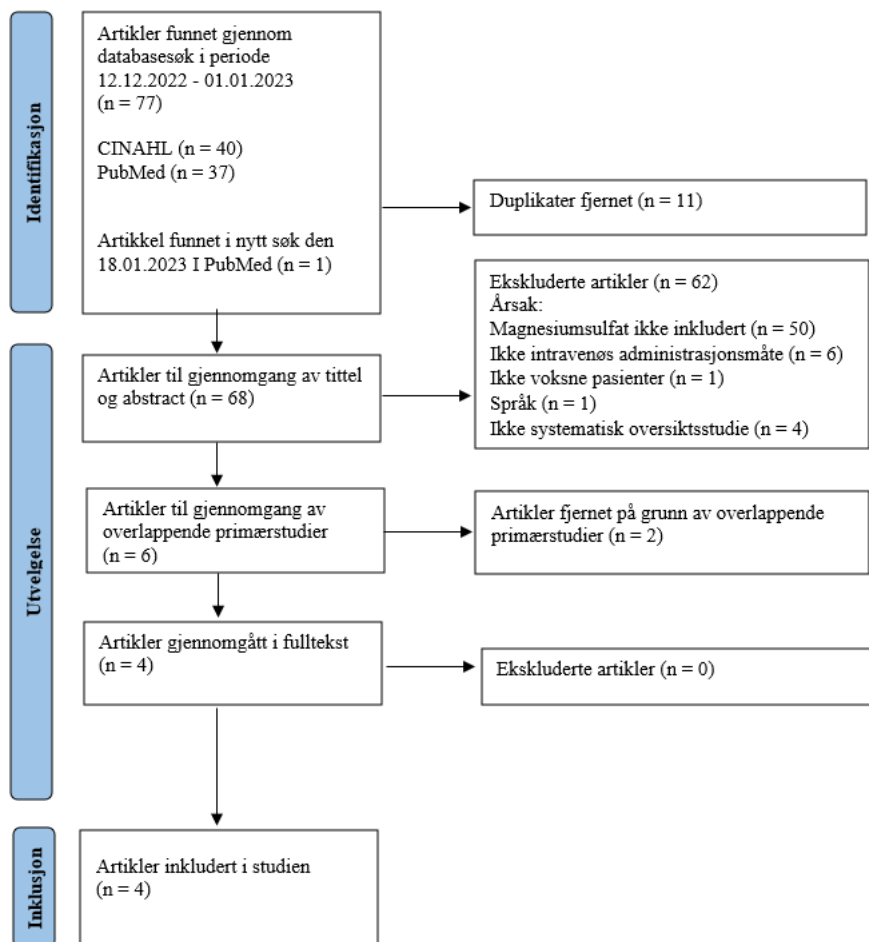 Identifikasjon
Artikler funnet gjennom
databasesøk i periode
12.12.2022 - 01.01.2023
(n = 77)
CINAHL (n = 40)
PubMed (n = 37)
Artikkel funnet i nytt søk den
18.01.2023 I PubMed (n = 1)
Duplikater fjernet (n = 11)
Utvelgelse
Artikler til gjennomgang av tittel
og abstract (n = 68)
Ekskluderte artikler (n = 62)
Årsak:
Magnesiumsulfat ikke inkludert (n = 50)
Ikke intravenøs administrasjonsmåte (n = 6)
Ikke voksne pasienter (n = 1)
Språk (n = 1)
Ikke systematisk oversiktsstudie (n = 4)
Artikler til gjennomgang av
overlappende primærstudier
(n = 6)
Artikler fjernet på grunn av overlappende
primærstudier (n = 2)
Artikler gjennomgått i fulltekst
(n = 4)
Ekskluderte artikler (n = 0)
Inklusjon
Artikler inkludert i studien
(n = 4)